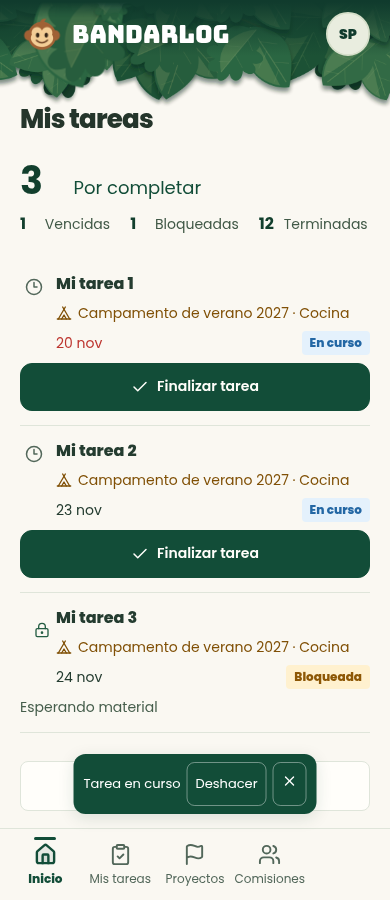 BANDARLOG
SP
Mis tareas
3 Por completar
1 Vencidas 1 Bloqueadas 12 Terminadas
Mi tarea 1
Campamento de verano 2027 · Cocina
20 nov En curso
Finalizar tarea
Mi tarea 2
Campamento de verano 2027 · Cocina
23 nov En curso
Finalizar tarea
Mi tarea 3
Campamento de verano 2027 · Cocina
24 nov Bloqueada
Esperando material
Tarea en curso Deshacer
Inicio Mis tareas Proyectos Comisiones